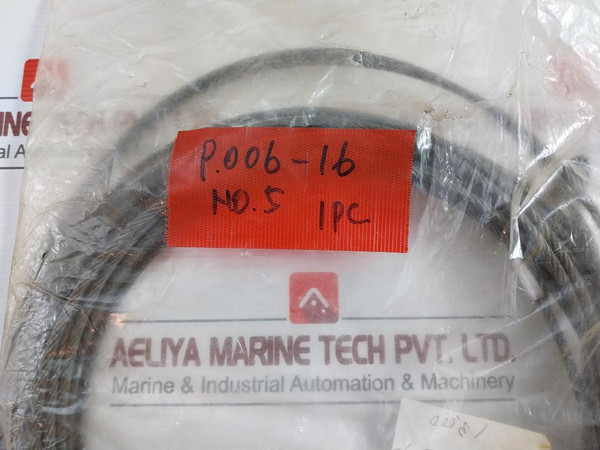 P.006-16
NO.5 1PC
AELIYA MARINE TECH PVT. LTD.
Marine & Industrial Automation & Machinery